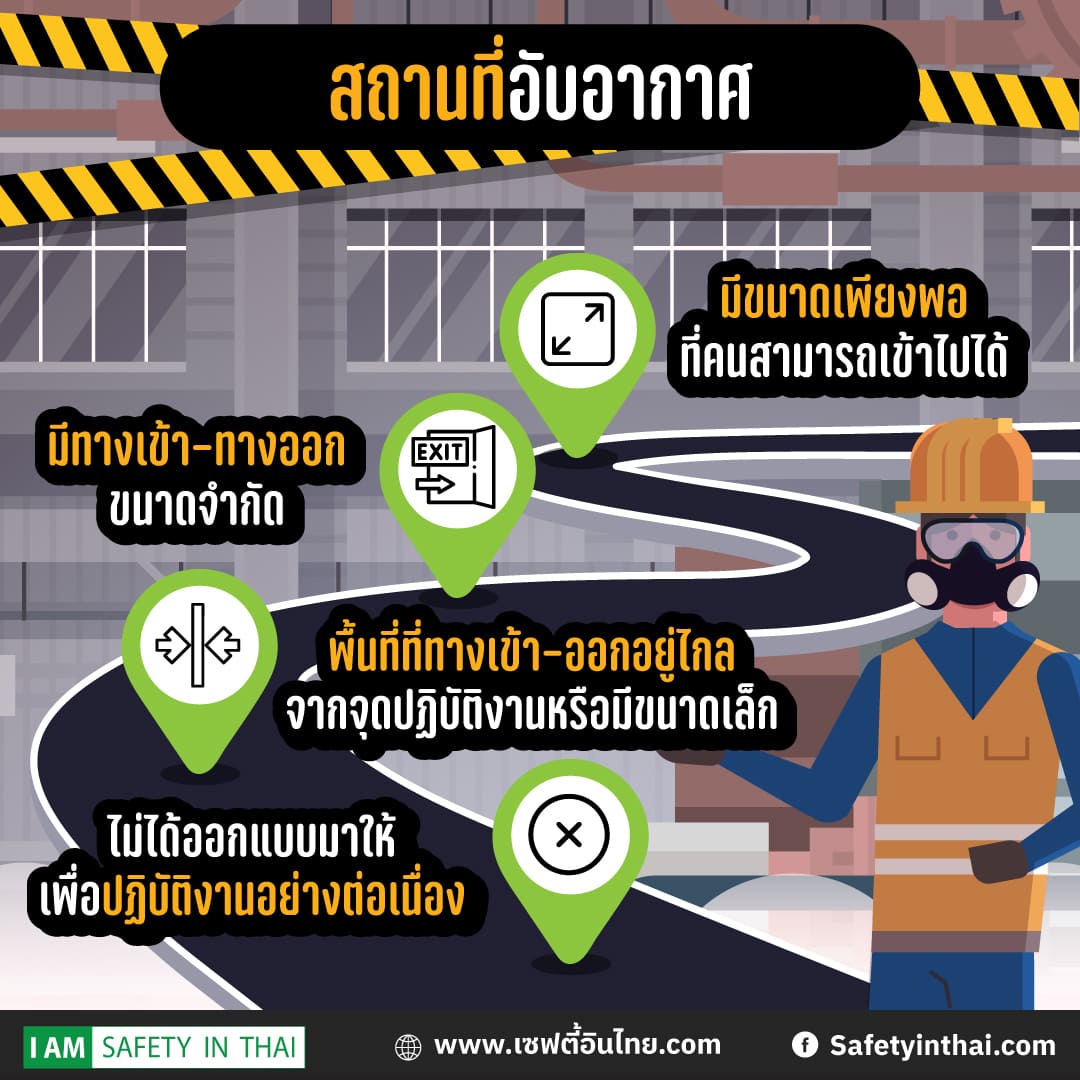 สถานที่อับอากาศ
มีขนาดเพียงพอ
ที่คนสามารถเข้าไปได้
มีทางเข้า-ทางออก
ขนาดจำกัด
EXIT
พื้นที่ที่ทางเข้า-ออกอยู่ไกล
จากจุดปฏิบัติงานหรือมีขนาดเล็ก
ไม่ได้ออกแบบมาให้
เพื่อปฏิบัติงานอย่างต่อเนื่อง
I AM SAFETY IN THAI
www.เซฟตี้อินไทย.com
Safetyinthai.com